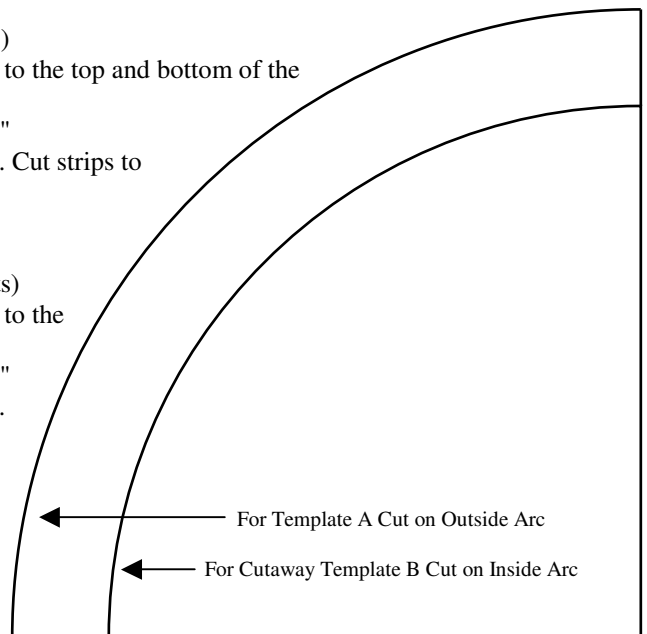 )
to the top and bottom of the
"
. Cut strips to
s)
to the
"
.
For Template A Cut on Outside Arc
For Cutaway Template B Cut on Inside Arc